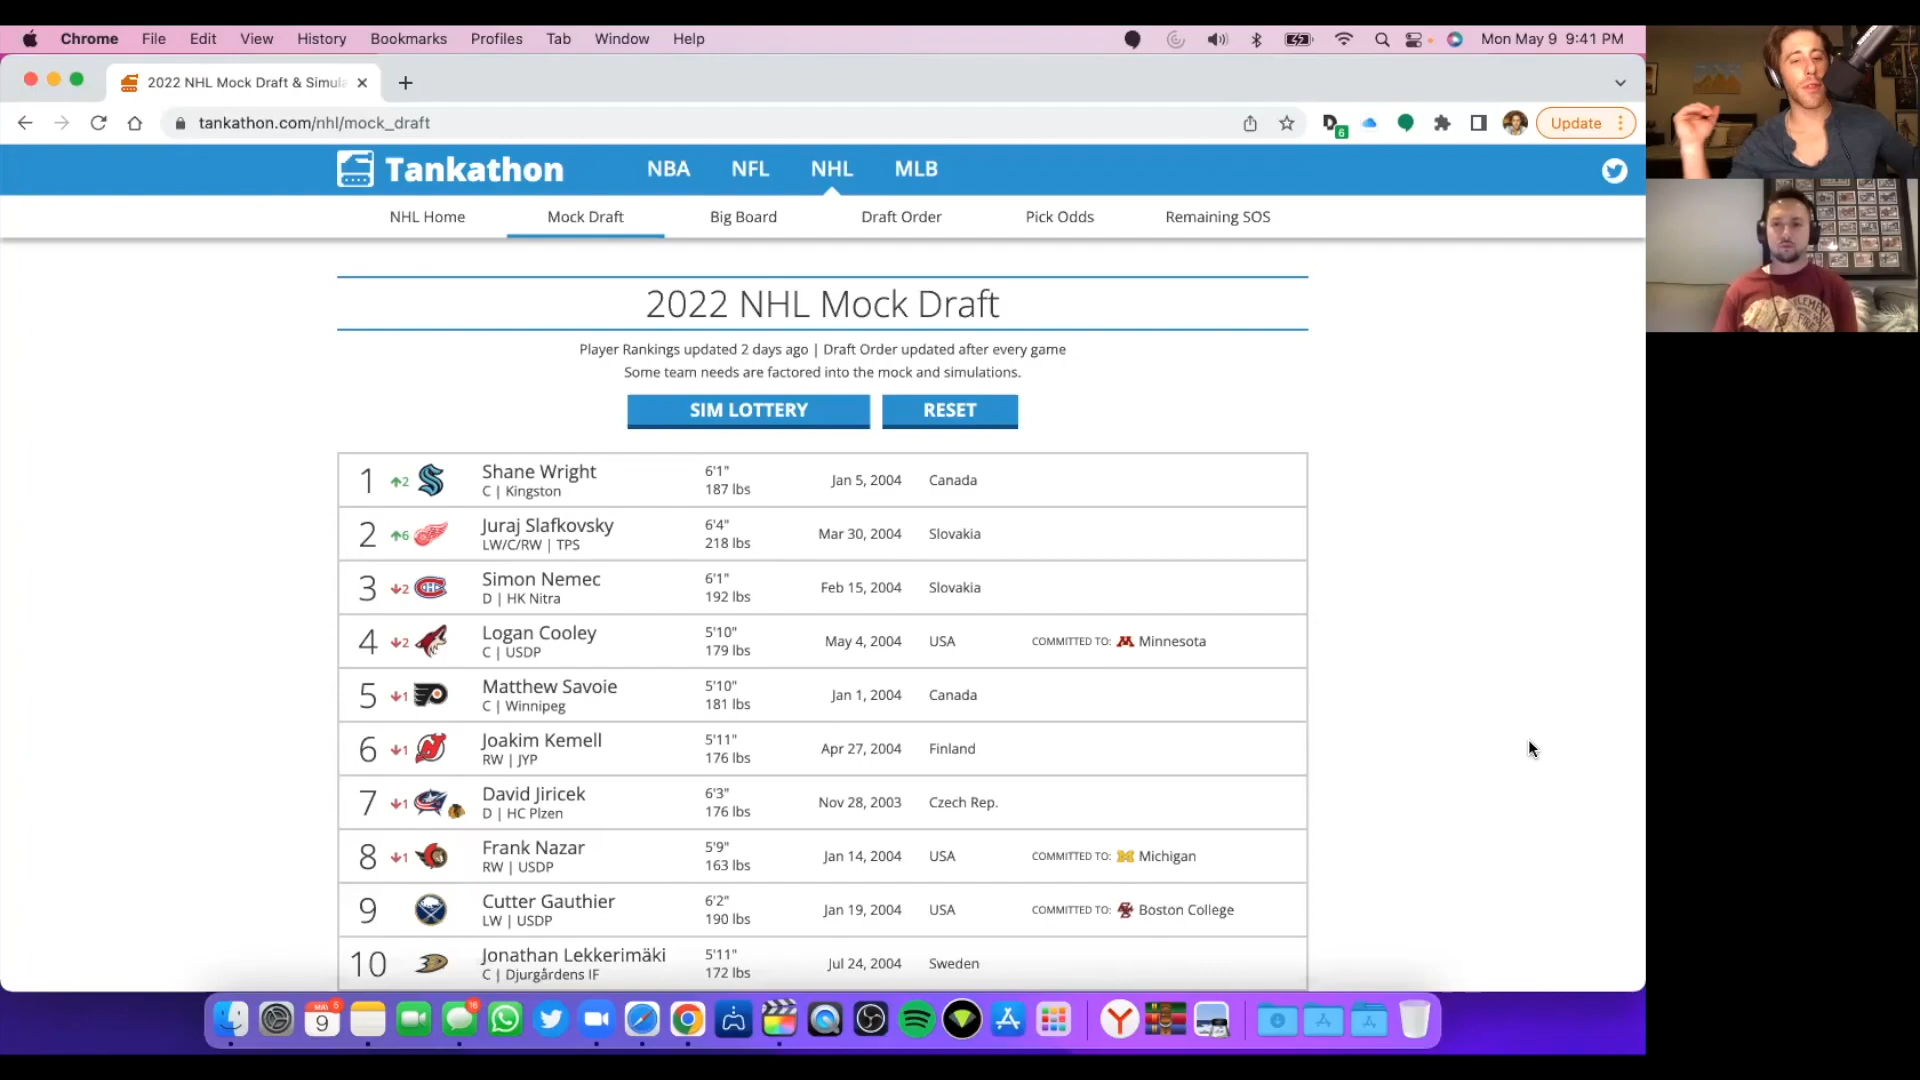 Chrome File Edit View History Bookmarks Profiles Tab Window Help Mon May 9 9:41 PM
2022 NHL Mock Draft & Simula
tankathon.com/nhl/mock_draft
6
Update
Tankathon NBA NFL NHL MLB
NHL Home Mock Draft Big Board Draft Order Pick Odds Remaining SOS
2022 NHL Mock Draft
Player Rankings updated 2 days ago | Draft Order updated after every game
Some team needs are factored into the mock and simulations.
SIM LOTTERY RESET
1 2 Shane Wright 6'1" Jan 5, 2004 Canada
C | Kingston 187 lbs
2 6 Juraj Slafkovsky 6'4" Mar 30, 2004 Slovakia
LW/C/RW | TPS 218 lbs
3 2 Simon Nemec 6'1" Feb 15, 2004 Slovakia
D | HK Nitra 192 lbs
4 2 Logan Cooley 5'10" May 4, 2004 USA COMMITTED TO: Minnesota
C | USDP 179 lbs
5 1 Matthew Savoie 5'10" Jan 1, 2004 Canada
C | Winnipeg 181 lbs
6 1 Joakim Kemell 5'11" Apr 27, 2004 Finland
RW | JYP 176 lbs
7 1 David Jiricek 6'3" Nov 28, 2003 Czech Rep.
D | HC Plzen 176 lbs
8 1 Frank Nazar 5'9" Jan 14, 2004 USA COMMITTED TO: Michigan
RW | USDP 163 lbs
9 Cutter Gauthier 6'2" Jan 19, 2004 USA COMMITTED TO: Boston College
LW | USDP 190 lbs
10 Jonathan Lekkerimäki 5'11" Jul 24, 2004 Sweden
C | Djurgårdens IF 172 lbs
MAY 9
16